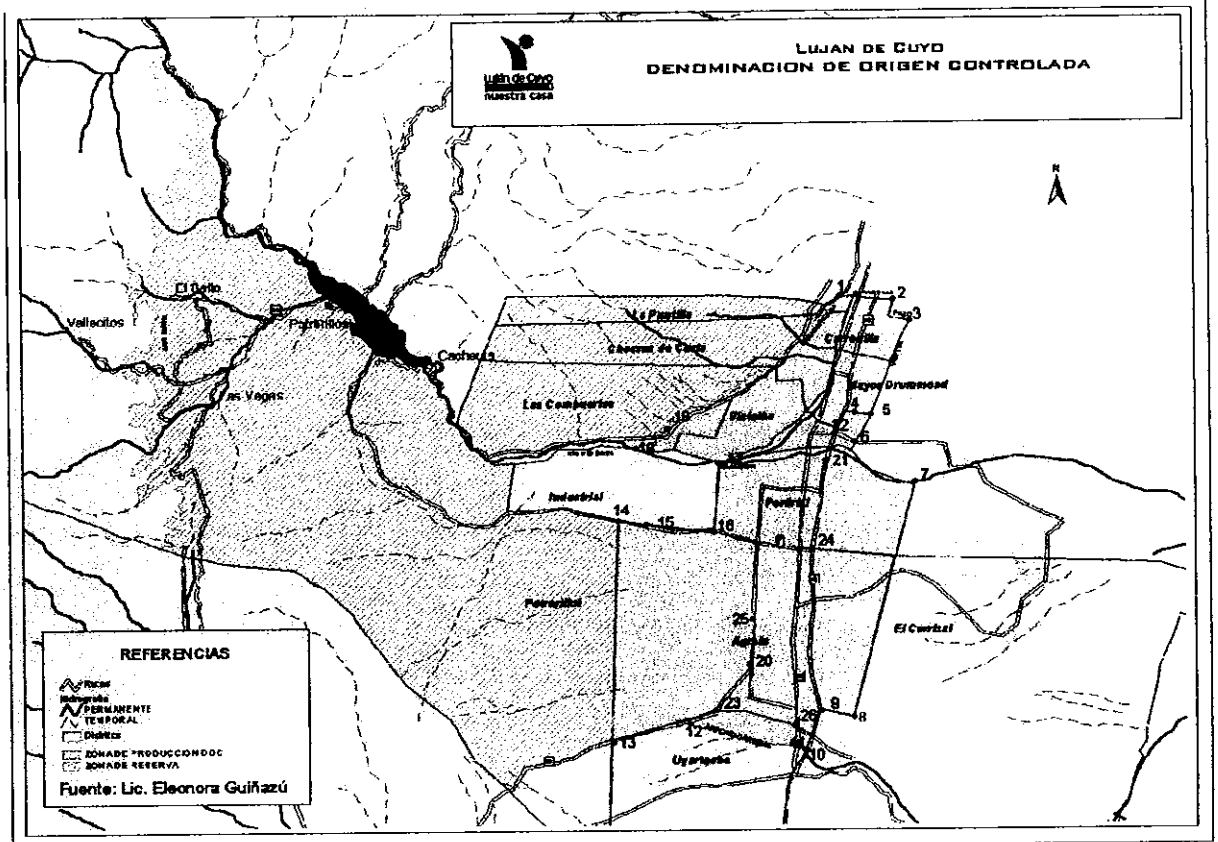 LUJAN DE CUYO
DENOMINACION DE ORIGEN CONTROLADA
Luján de Cuyo
nuestra casa
N
El Salto
Vallecitos
Potrerillos
Las Vegas
Cacheuta
1
2
3
La Puntilla
Carrodilla
Chacras de Coria
Mayor Drummond
4
5
Las Compuertas
Vistalba
6
21
7
Industrial
Perdriel
14
15
16
24
Potrerillos
El Carrizal
25
Agrelo
20
23
9
8
26
12
13
Ugarteche
10
REFERENCIAS
Rutas
Hidrografia
PERMANENTE
TEMPORAL
Distritos
ZONA DE PRODUCCION DOC
ZONA DE RESERVA
Fuente: Lic. Eleonora Guiñazú